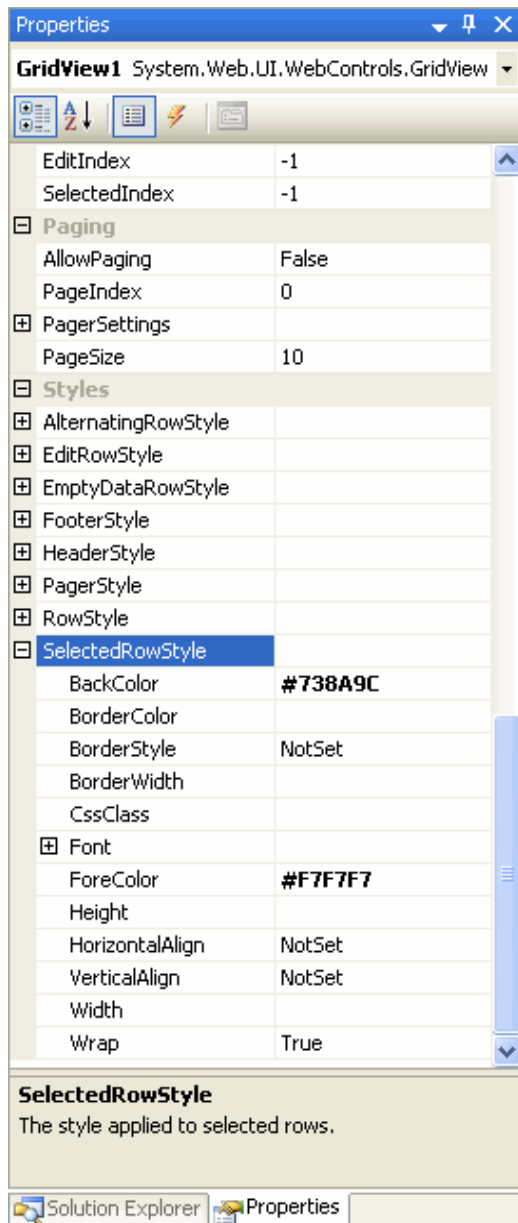 Properties
GridView1 System.Web.UI.WebControls.GridView
EditIndex -1
SelectedIndex -1
Paging
AllowPaging False
PageIndex 0
PagerSettings
PageSize 10
Styles
AlternatingRowStyle
EditRowStyle
EmptyDataRowStyle
FooterStyle
HeaderStyle
PagerStyle
RowStyle
SelectedRowStyle
BackColor #738A9C
BorderColor
BorderStyle NotSet
BorderWidth
CssClass
Font
ForeColor #F7F7F7
Height
HorizontalAlign NotSet
VerticalAlign NotSet
Width
Wrap True
SelectedRowStyle
The style applied to selected rows.
Solution Explorer Properties